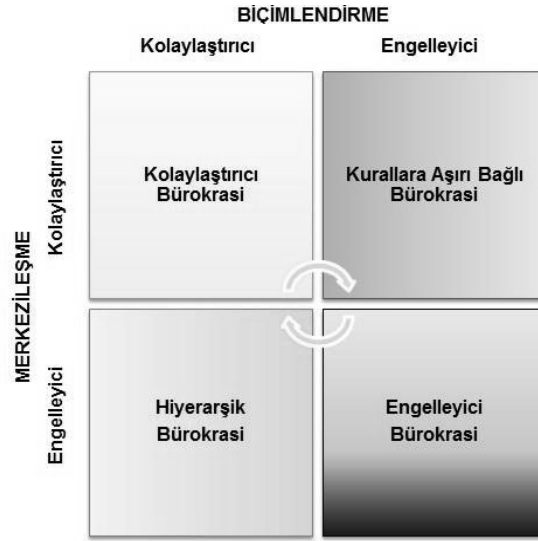 BİÇİMLENDİRME
Kolaylaştırıcı
Engelleyici
MERKEZİLEŞME
Kolaylaştırıcı
Kolaylaştırıcı
Bürokrasi
Kurallara Aşırı Bağlı
Bürokrasi
Engelleyici
Hiyerarşik
Bürokrasi
Engelleyici
Bürokrasi